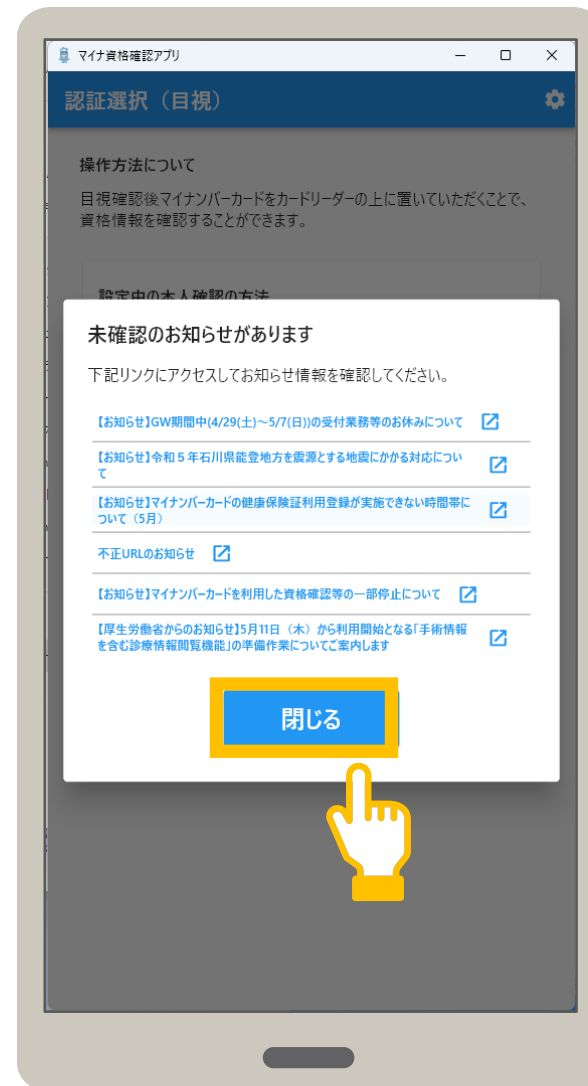 マイナ資格確認アプリ
認証選択（目視）
操作方法について
目視確認後マイナンバーカードをカードリーダーの上に置いていただくことで、
資格情報を確認することができます。
設定中の本人確認の方法
未確認のお知らせがあります
下記リンクにアクセスしてお知らせ情報を確認してください。
【お知らせ】GW期間中(4/29(土)～5/7(日))の受付業務等のお休みについて
【お知らせ】令和５年石川県能登地方を震源とする地震にかかる対応につい
て
【お知らせ】マイナンバーカードの健康保険証利用登録が実施できない時間帯に
ついて（5月）
不正URLのお知らせ
【お知らせ】マイナンバーカードを利用した資格確認等の一部停止について
【厚生労働省からのお知らせ】5月11日（木）から利用開始となる「手術情報
を含む診療情報閲覧機能」の準備作業についてご案内します
閉じる